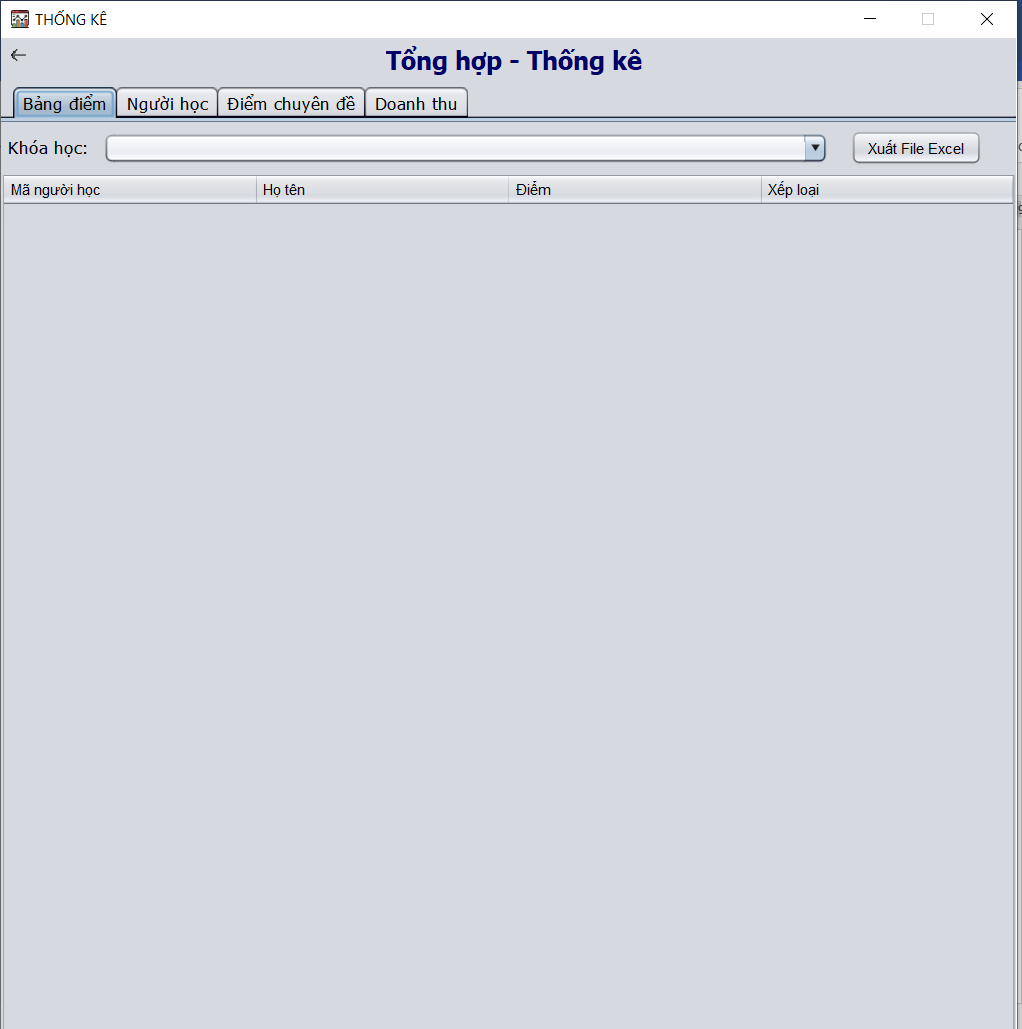 THỐNG KÊ
Tổng hợp - Thống kê
Bảng điểm Người học Điểm chuyên đề Doanh thu
Khóa học: Xuất File Excel
Mã người học Họ tên Điểm Xếp loại